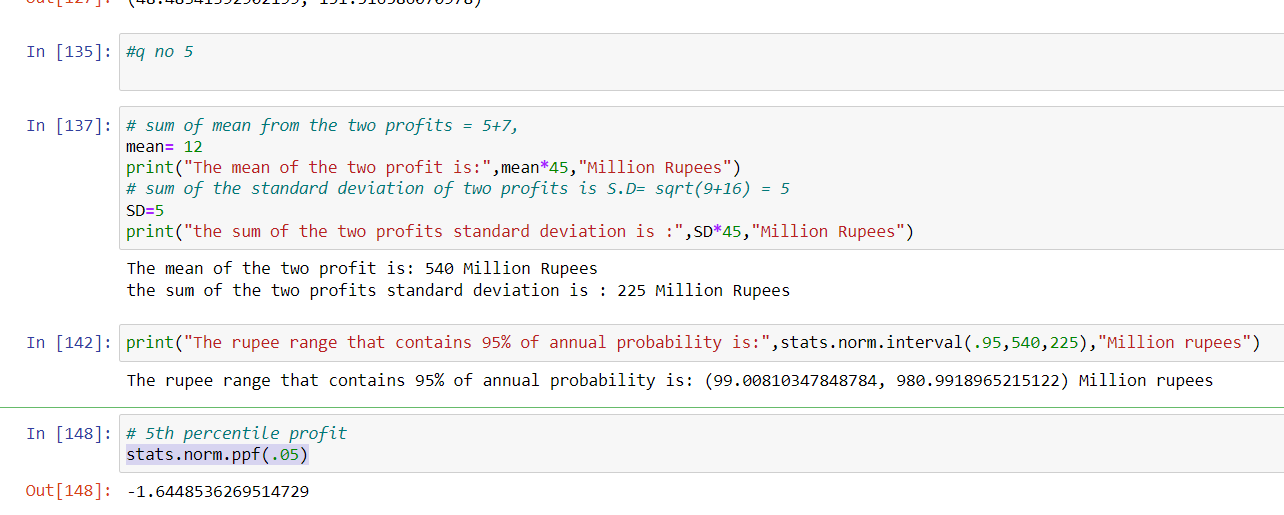 In [135]: #q no 5
In [137]: # sum of mean from the two profits = 5+7,
mean= 12
print("The mean of the two profit is:",mean*45,"Million Rupees")
# sum of the standard deviation of two profits is S.D= sqrt(9+16) = 5
SD=5
print("the sum of the two profits standard deviation is :",SD*45,"Million Rupees")
The mean of the two profit is: 540 Million Rupees
the sum of the two profits standard deviation is : 225 Million Rupees
In [142]: print("The rupee range that contains 95% of annual probability is:",stats.norm.interval(.95,540,225),"Million rupees")
The rupee range that contains 95% of annual probability is: (99.00810347848784, 980.9918965215122) Million rupees
In [148]: # 5th percentile profit
stats.norm.ppf(.05)
Out[148]: -1.6448536269514729